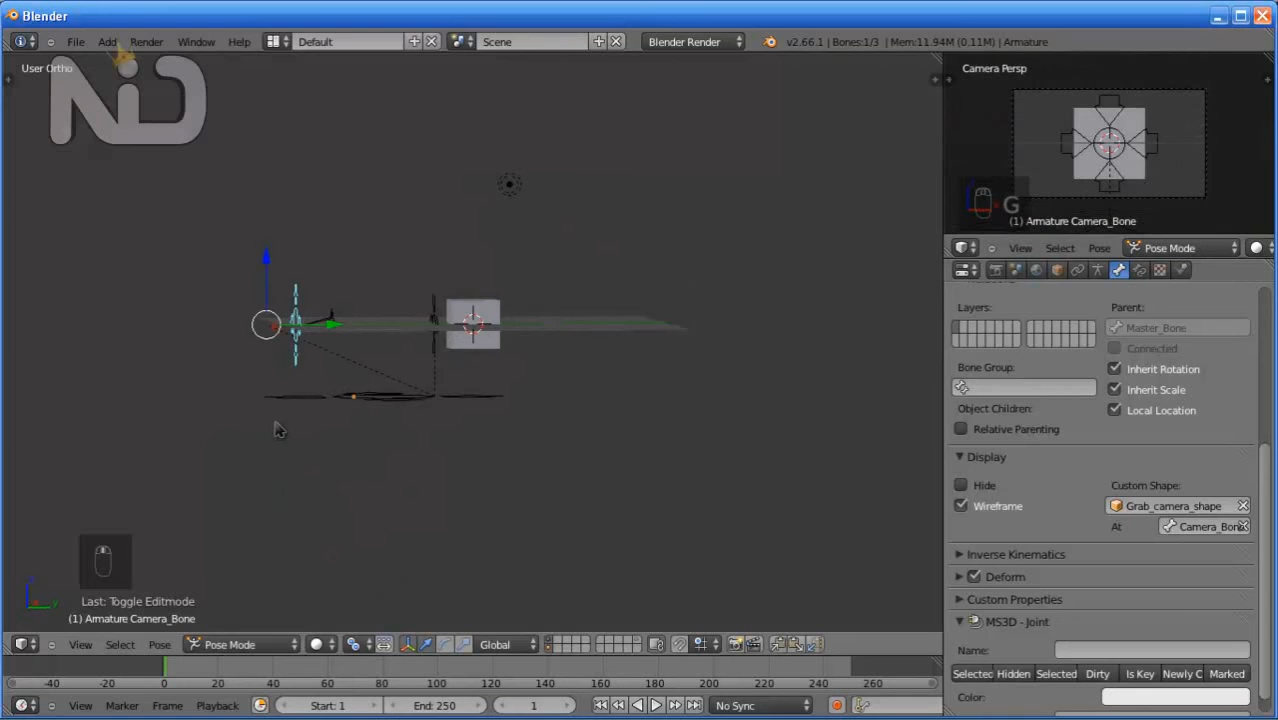 Blender
File Add Render Window Help Default Scene Blender Render v2.66.1 | Bones:1/3 | Mem:11.94M (0,11M) | Armature
User Ortho
NiD
Camera Persp
G
(1) Armature Camera_Bone
View Select Pose Pose Mode
Layers: Parent:
Master_Bone
Connected
Bone Group: Inherit Rotation
Inherit Scale
Object Children: Local Location
Relative Parenting
Display
Hide Custom Shape:
Wireframe Grab_camera_shape
At Camera_Bon
Inverse Kinematics
Deform
Custom Properties
MS3D - Joint
Name:
Selected Hidden Selected Dirty Is Key Newly C Marked
Color:
Last: Toggle Editmode
(1) Armature Camera_Bone
View Select Pose Pose Mode Global
-40 -20 0 20 40 60 80 100 120 140 160 180 200 220 240 260
View Marker Frame Playback Start: 1 End: 250 1 No Sync